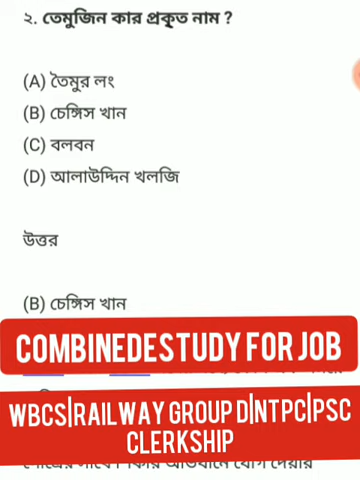 ২. তেমুজিন কার প্রকৃত নাম ?
(A) তৈমুর লং
(B) চেঙ্গিস খান
(C) বলবন
(D) আলাউদ্দিন খলজি
উত্তর
(B) চেঙ্গিস খান
COMBINEDESTUDY FOR JOB
WBCS|RAILWAY GROUP D|NTPC|PSC
CLERKSHIP